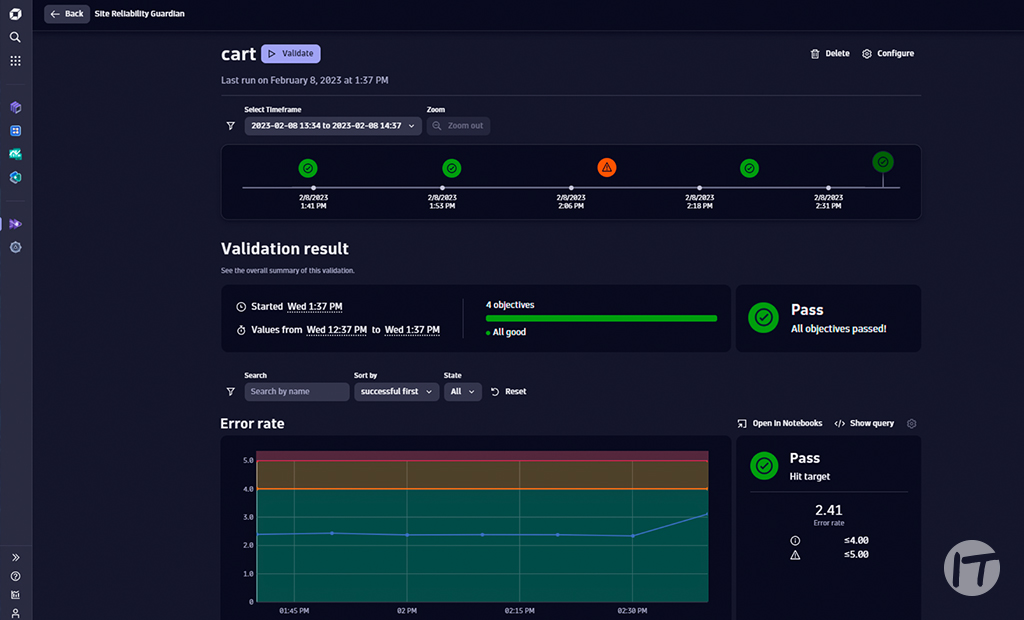 Back Site Reliability Guardian
cart Validate Delete Configure
Last run on February 8, 2023 at 1:37 PM
Select Timeframe Zoom
2023-02-08 13:34 to 2023-02-08 14:37 Zoom out
2/8/2023 2/8/2023 2/8/2023 2/8/2023 2/8/2023
1:41 PM 1:53 PM 2:06 PM 2:18 PM 2:31 PM
Validation result
See the overall summary of this validation.
Started Wed 1:37 PM
Values from Wed 12:37 PM to Wed 1:37 PM
4 objectives
All good
Pass
All objectives passed!
Search Sort by State
Search by name successful first All Reset
Error rate Open in Notebooks Show query
5.0
4.0
3.0
2.0
1.0
0
01:45 PM 02 PM 02:15 PM 02:30 PM
Pass
Hit target
2.41
Error rate
≤4.00
≤5.00
IT